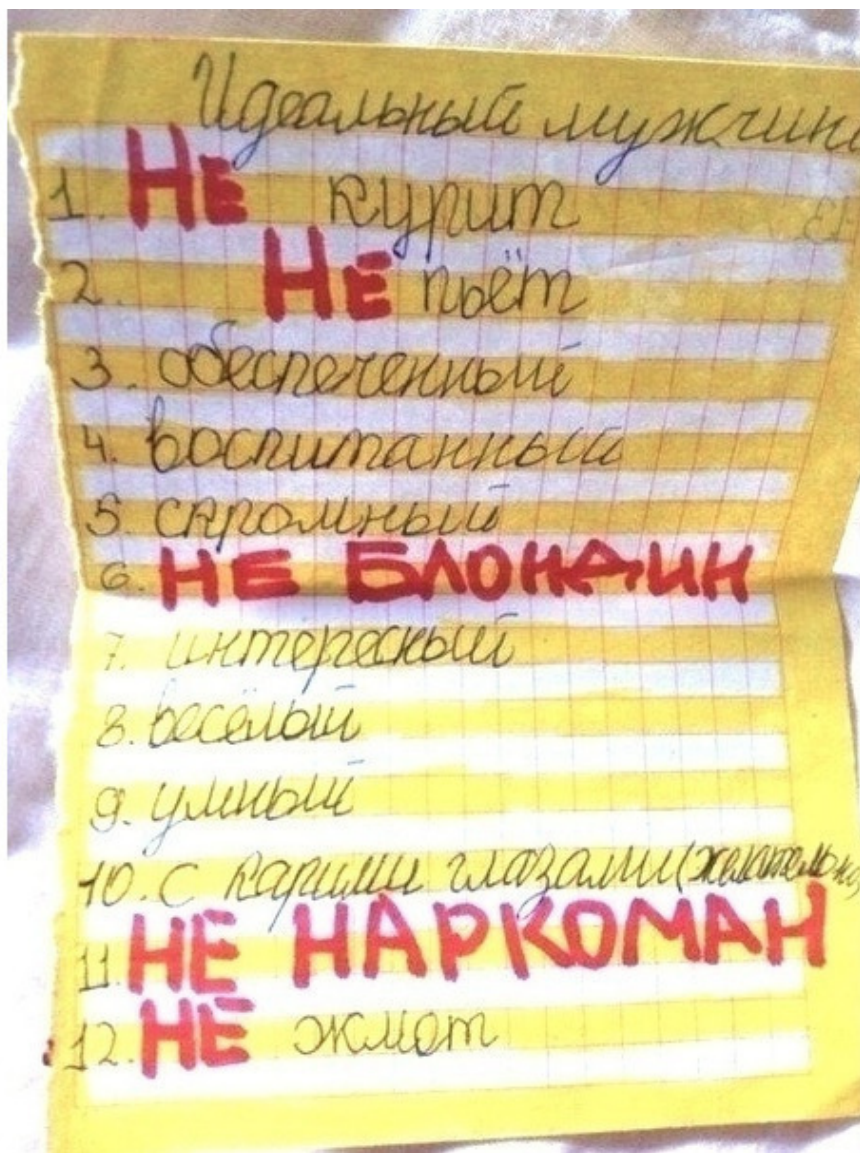 Идеальный мужчина
1. НЕ курит
2. НЕ пьёт
3. обеспеченный
4. воспитанный
5. скромный
6. НЕ БЛОНДИН
7. интересный
8. весёлый
9. умный
10. с карими глазами (желательно)
11. НЕ НАРКОМАН
12. НЕ жмот